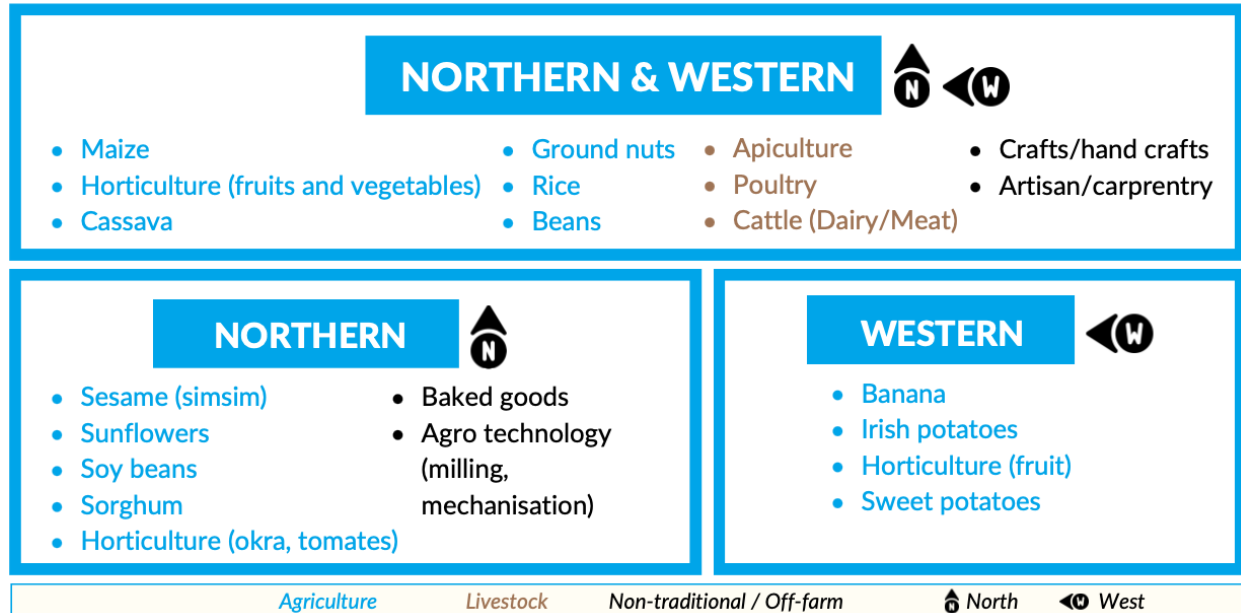 NORTHERN & WESTERN
N
W
Maize
Horticulture (fruits and vegetables)
Cassava
Ground nuts
Rice
Beans
Apiculture
Poultry
Cattle (Dairy/Meat)
Crafts/hand crafts
Artisan/carprentry
NORTHERN
N
Sesame (simsim)
Sunflowers
Soy beans
Sorghum
Horticulture (okra, tomates)
Baked goods
Agro technology
(milling,
mechanisation)
WESTERN
W
Banana
Irish potatoes
Horticulture (fruit)
Sweet potatoes
Agriculture Livestock Non-traditional / Off-farm N North W West